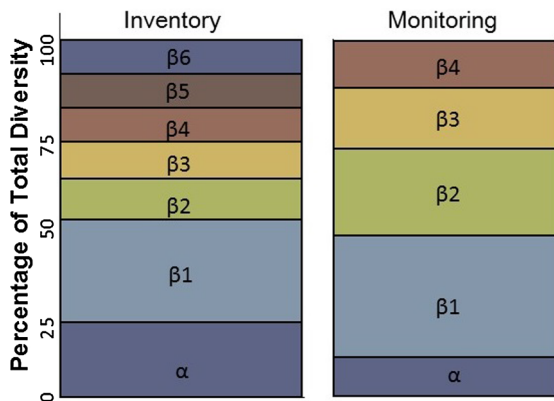 Inventory
Monitoring
Percentage of Total Diversity
100
75
50
25
0
β6
β5
β4
β3
β2
β1
α
β4
β3
β2
β1
α